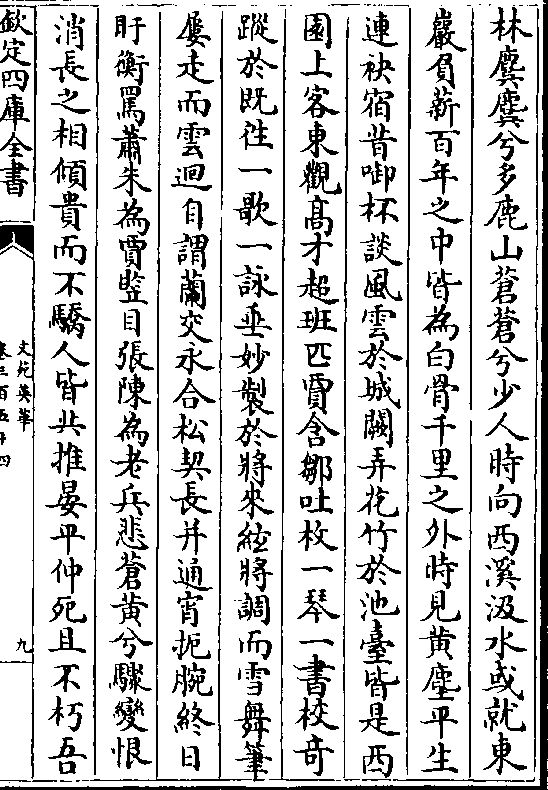 林麌麌兮多鹿山蒼蒼兮少人時向西溪汲水或就東
巖負薪百年之中皆為白骨千里之外時見黃塵平生
連袂宿昔啣杯談風雲於城闕弄花竹於池臺皆是西
園上客東觀髙才超班匹賈含鄒吐枚一琴一書校竒
蹤於既徃一歌一詠垂妙製於將來絃將調而雪舞筆
屢走而雲迴自謂蘭交永合松契長并通宵扼腕終日
盱衡罵蕭朱為賈豎目張陳為老兵悲蒼黃兮驟變恨
消長之相傾貴而不驕人皆共推晏平仲死且不朽吾
欽定四庫全書
文苑英華
卷三百五十四
九